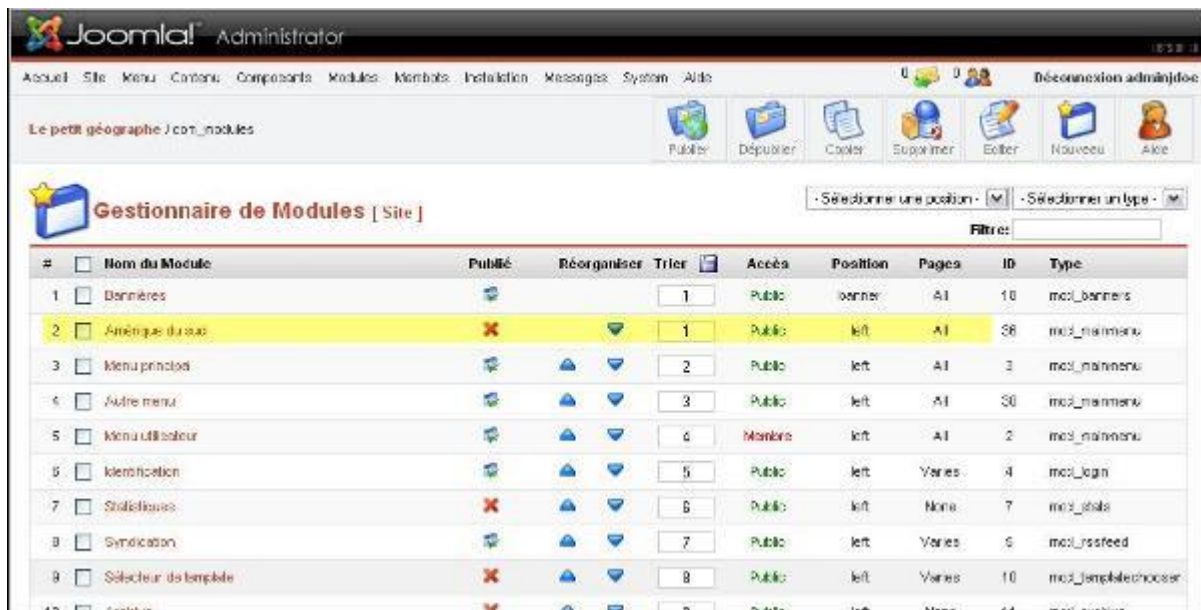 Joomla! Administrator
Accueil Site Menu Contenu Composants Modules Mambots Installation Messages System Aide 0 0 Déconnexion adminjdoe
Le petit géographe / com_modules
Publier Dépublier Copier Supprimer Editer Nouveau Aide
Gestionnaire de Modules [ Site ]
- Sélectionner une position - - Sélectionner un type -
Filtre:
# Nom du Module Publié Réorganiser Trier Accès Position Pages ID Type
1 Bannières 1 Public banner All 18 mod_banners
2 Amérique du sud 1 Public left All 36 mod_mainmenu
3 Menu principal 2 Public left All 3 mod_mainmenu
4 Autre menu 3 Public left All 30 mod_mainmenu
5 Menu utilisateur 4 Membre left All 2 mod_mainmenu
6 Identification 5 Public left Varies 4 mod_login
7 Statistiques 6 Public left None 7 mod_stats
8 Syndication 7 Public left Varies mod_rssfeed
9 Sélecteur de template 8 Public left Varies 10 mod_templatechooser